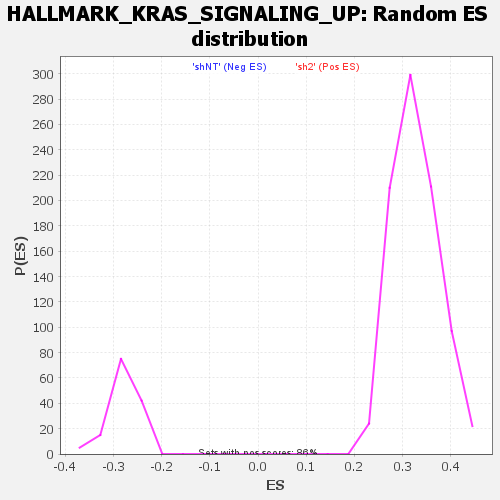 HALLMARK_KRAS_SIGNALING_UP: Random ES
distribution
'shNT' (Neg ES) 'sh2' (Pos ES)
300
280
260
240
220
200
180
160
140
120
100
80
60
40
20
0
P(ES)
Sets with pos scores: 86%
-0.4 -0.3 -0.2 -0.1 0.0 0.1 0.2 0.3 0.4
ES